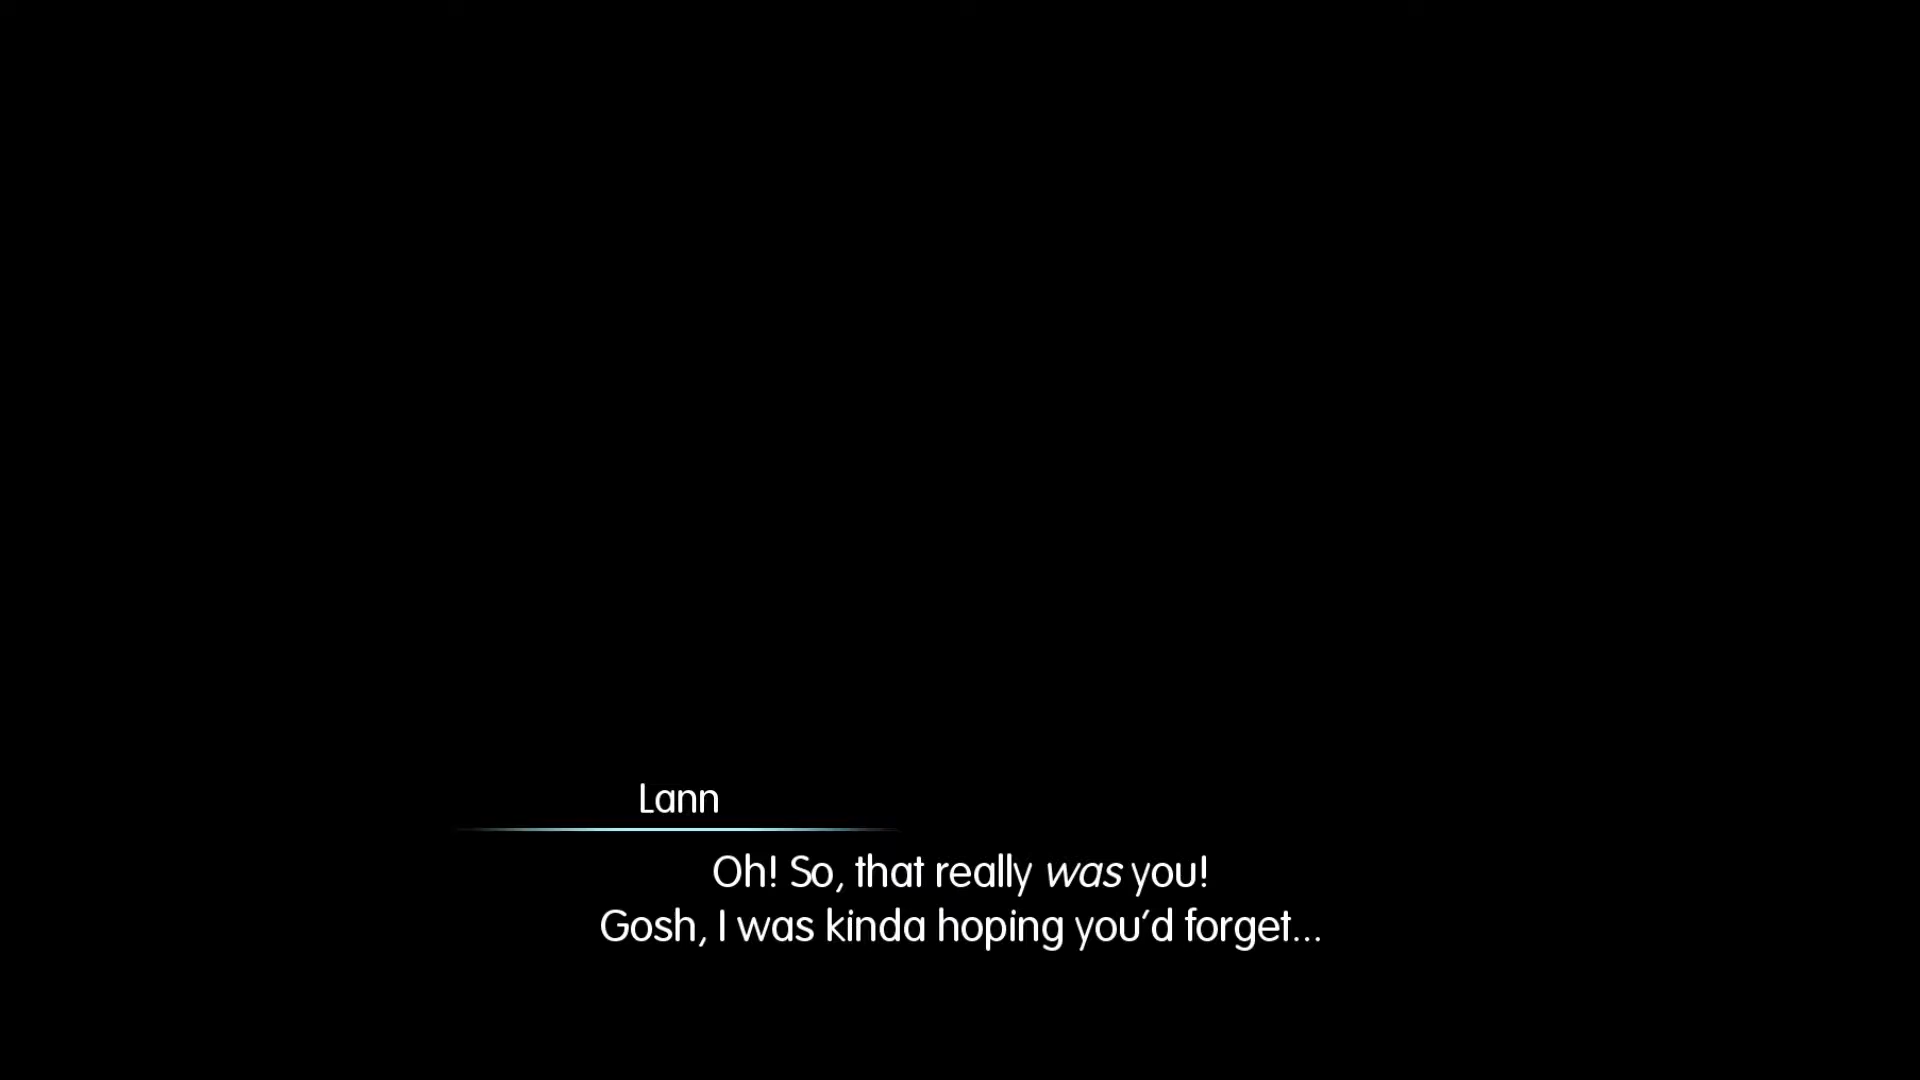 Lann
Oh! So, that really was you!
Gosh, I was kinda hoping you'd forget...